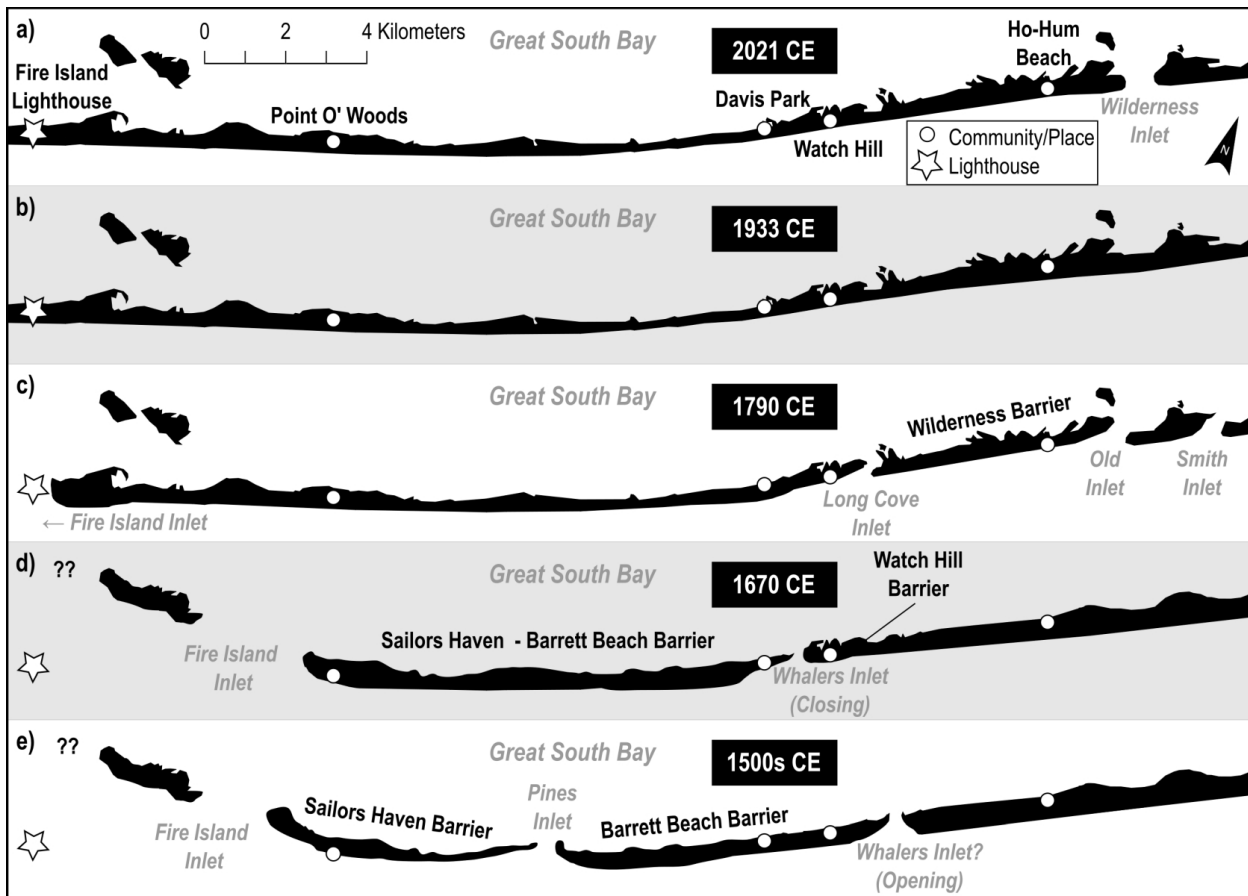 a)
0 2 4 Kilometers
Great South Bay
2021 CE
Ho-Hum
Beach
Fire Island
Lighthouse
Point O' Woods
Davis Park
Watch Hill
Wilderness
Inlet
Community/Place
Lighthouse
N
b)
Great South Bay
1933 CE
c)
Great South Bay
1790 CE
Wilderness Barrier
← Fire Island Inlet
Long Cove
Inlet
Old
Inlet
Smith
Inlet
d)
??
Great South Bay
1670 CE
Watch Hill
Barrier
Fire Island
Inlet
Sailors Haven - Barrett Beach Barrier
Whalers Inlet
(Closing)
e)
??
Great South Bay
1500s CE
Fire Island
Inlet
Sailors Haven Barrier
Pines
Inlet
Barrett Beach Barrier
Whalers Inlet?
(Opening)